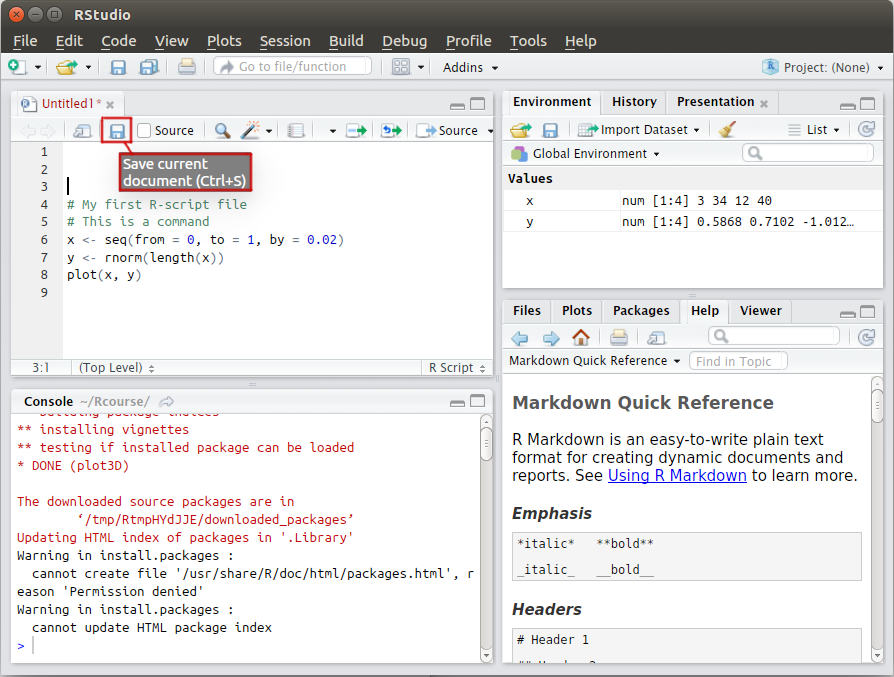 RStudio
File Edit Code View Plots Session Build Debug Profile Tools Help
Go to file/function Addins Project: (None)
Untitled1*
Source Source
Save current
document (Ctrl+S)
1
2
3
4 # My first R-script file
5 # This is a command
6 x <- seq(from = 0, to = 1, by = 0.02)
7 y <- rnorm(length(x))
8 plot(x, y)
9
3:1 (Top Level) R Script
Console ~/Rcourse/
** installing vignettes
** testing if installed package can be loaded
* DONE (plot3D)
The downloaded source packages are in
‘/tmp/RtmpHYdJJE/downloaded_packages’
Updating HTML index of packages in '.Library'
Warning in install.packages :
cannot create file '/usr/share/R/doc/html/packages.html', r
eason 'Permission denied'
Warning in install.packages :
cannot update HTML package index
>
Environment History Presentation
Import Dataset List
Global Environment
Values
x num [1:4] 3 34 12 40
y num [1:4] 0.5868 0.7102 -1.012…
Files Plots Packages Help Viewer
Markdown Quick Reference Find in Topic
Markdown Quick Reference
R Markdown is an easy-to-write plain text
format for creating dynamic documents and
reports. See Using R Markdown to learn more.
Emphasis
*italic* **bold**
_italic_ __bold__
Headers
# Header 1